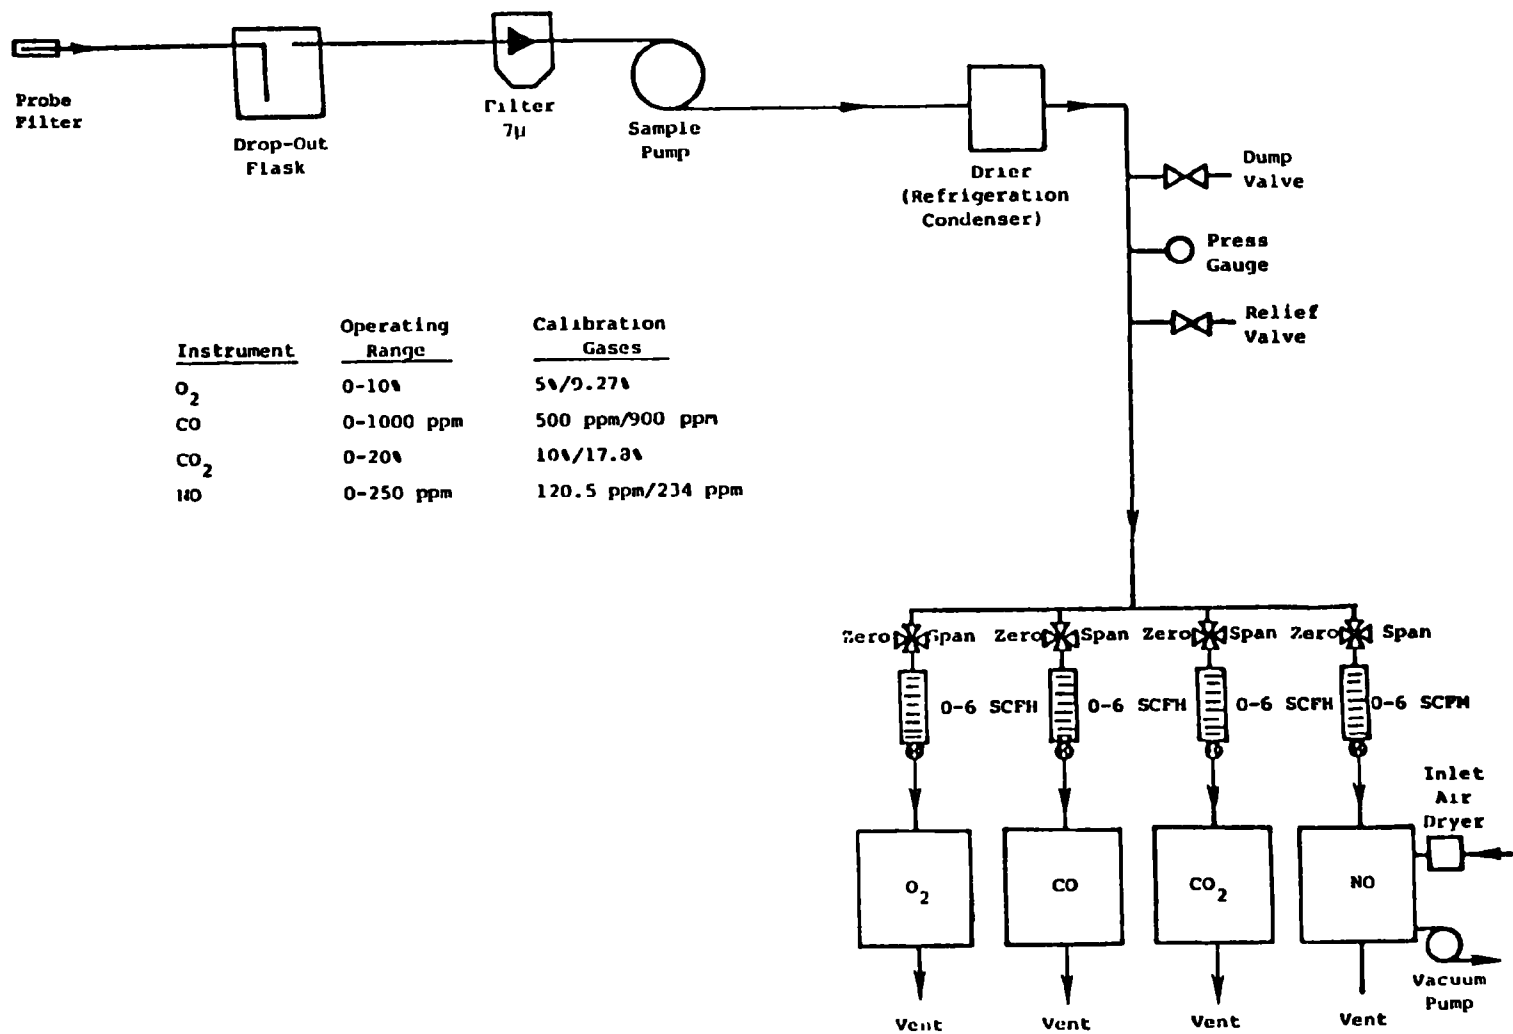 Probe
Filter
Drop-Out
Flask
Filter
7µ
Sample
Pump
Drier
(Refrigeration
Condenser)
Dump
Valve
Press
Gauge
Relief
Valve
Instrument Operating Range Calibration Gases
O2 0-10% 5%/9.27%
CO 0-1000 ppm 500 ppm/900 ppm
CO2 0-20% 10%/17.8%
NO 0-250 ppm 120.5 ppm/234 ppm
Zero Span Zero Span Zero Span Zero Span
0-6 SCFH 0-6 SCFH 0-6 SCFH 0-6 SCFM
Inlet
Air
Dryer
O2 CO CO2 NO
Vacuum
Pump
Vent Vent Vent Vent